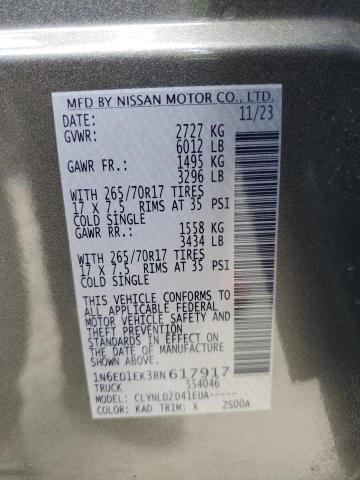 MFD BY NISSAN MOTOR CO., LTD.
DATE: 11/23
GVWR: 2727 KG
6012 LB
GAWR FR: 1495 KG
3296 LB
WITH 265/70R17 TIRES
17 X 7.5 RIMS AT 35 PSI
COLD SINGLE
GAWR RR: 1558 KG
3434 LB
WITH 265/70R17 TIRES
17 X 7.5 RIMS AT 35 PSI
COLD SINGLE
THIS VEHICLE CONFORMS TO
ALL APPLICABLE FEDERAL
MOTOR VEHICLE SAFETY AND
THEFT PREVENTION
STANDARDS IN EFFECT ON
THE DATE OF MANUFACTURE
SHOWN ABOVE.
1N6ED1EK3RN617917
TRUCK 554046
MODEL: CLYNLD2D41EUA-----
COLOR: KAD TRIM: X 2S00A